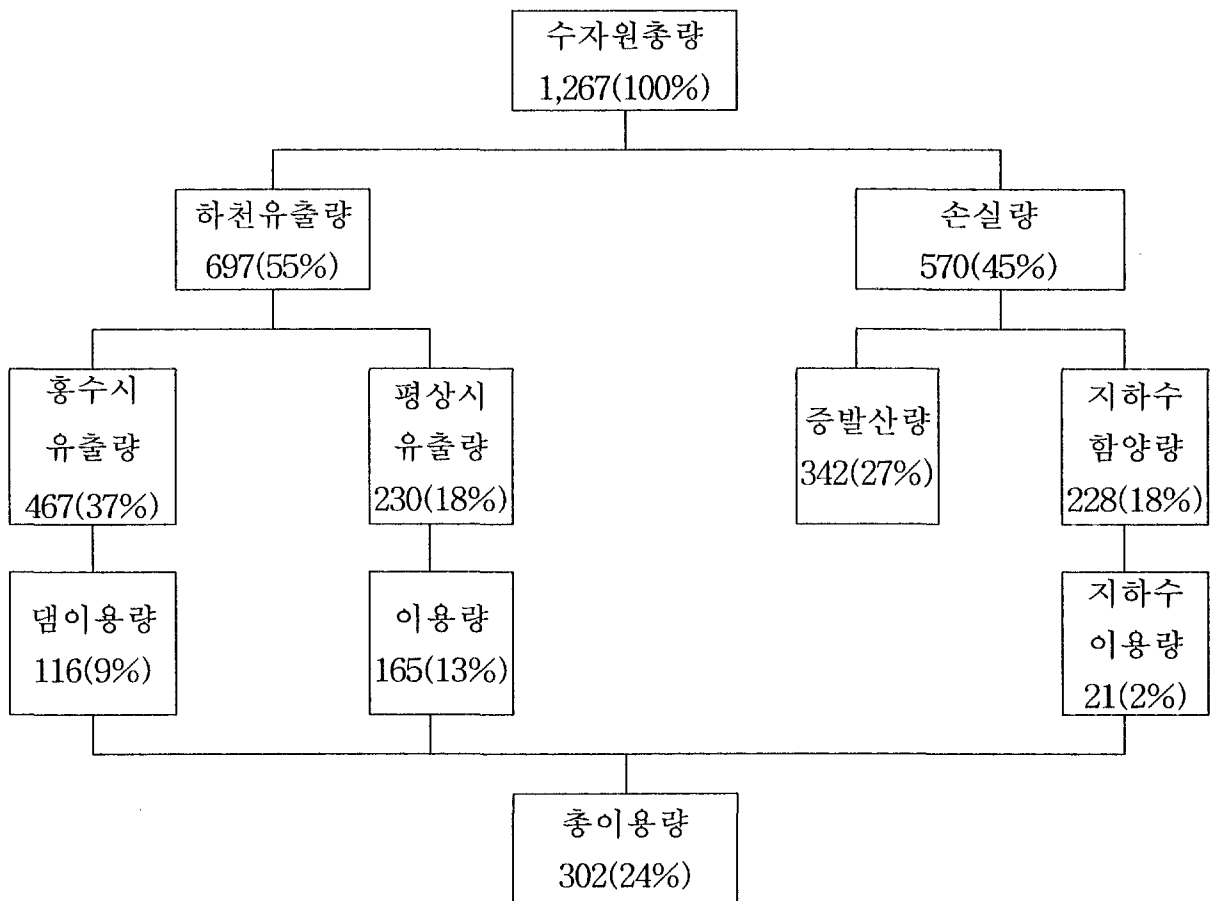 수자원총량
1,267(100%)
하천유출량
697(55%)
손실량
570(45%)
홍수시
유출량
467(37%)
평상시
유출량
230(18%)
증발산량
342(27%)
지하수
함양량
228(18%)
댐이용량
116(9%)
이용량
165(13%)
지하수
이용량
21(2%)
총이용량
302(24%)